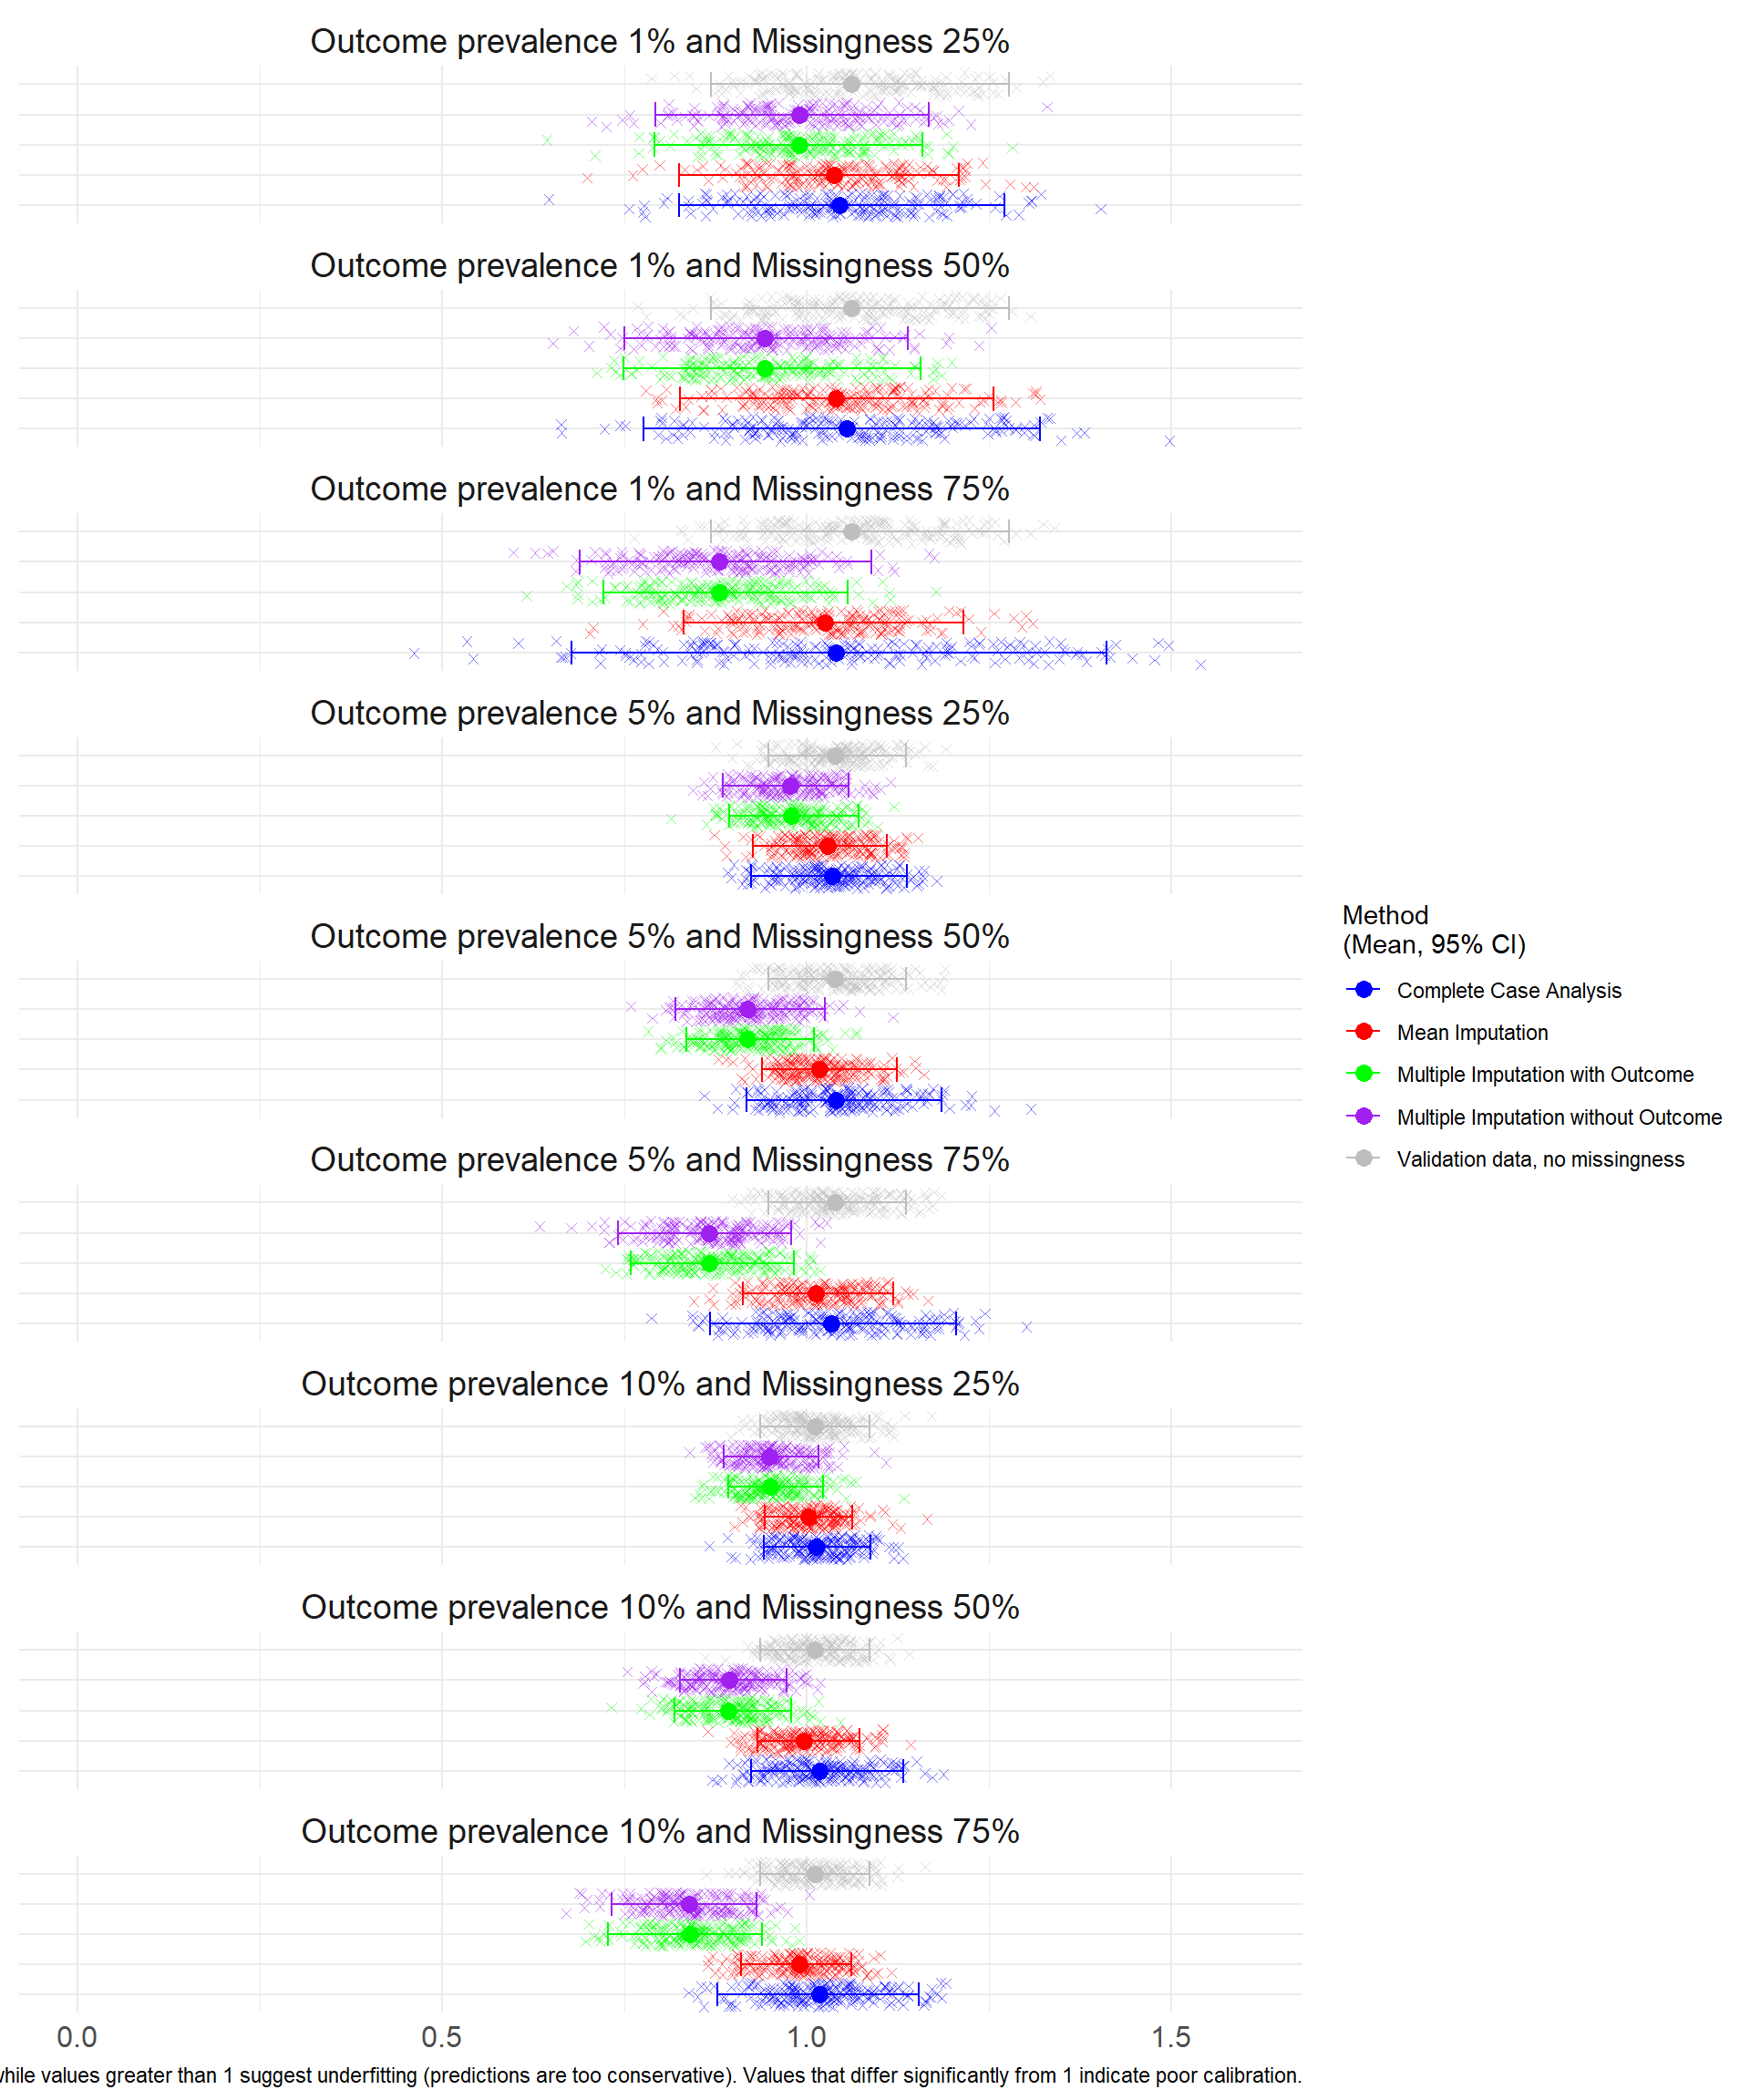 Outcome prevalence 1% and Missingness 25%
Outcome prevalence 1% and Missingness 50%
Outcome prevalence 1% and Missingness 75%
Outcome prevalence 5% and Missingness 25%
Outcome prevalence 5% and Missingness 50%
Outcome prevalence 5% and Missingness 75%
Outcome prevalence 10% and Missingness 25%
Outcome prevalence 10% and Missingness 50%
Outcome prevalence 10% and Missingness 75%
0.0 0.5 1.0 1.5
while values greater than 1 suggest underfitting (predictions are too conservative). Values that differ significantly from 1 indicate poor calibration.
Method
(Mean, 95% CI)
Complete Case Analysis
Mean Imputation
Multiple Imputation with Outcome
Multiple Imputation without Outcome
Validation data, no missingness